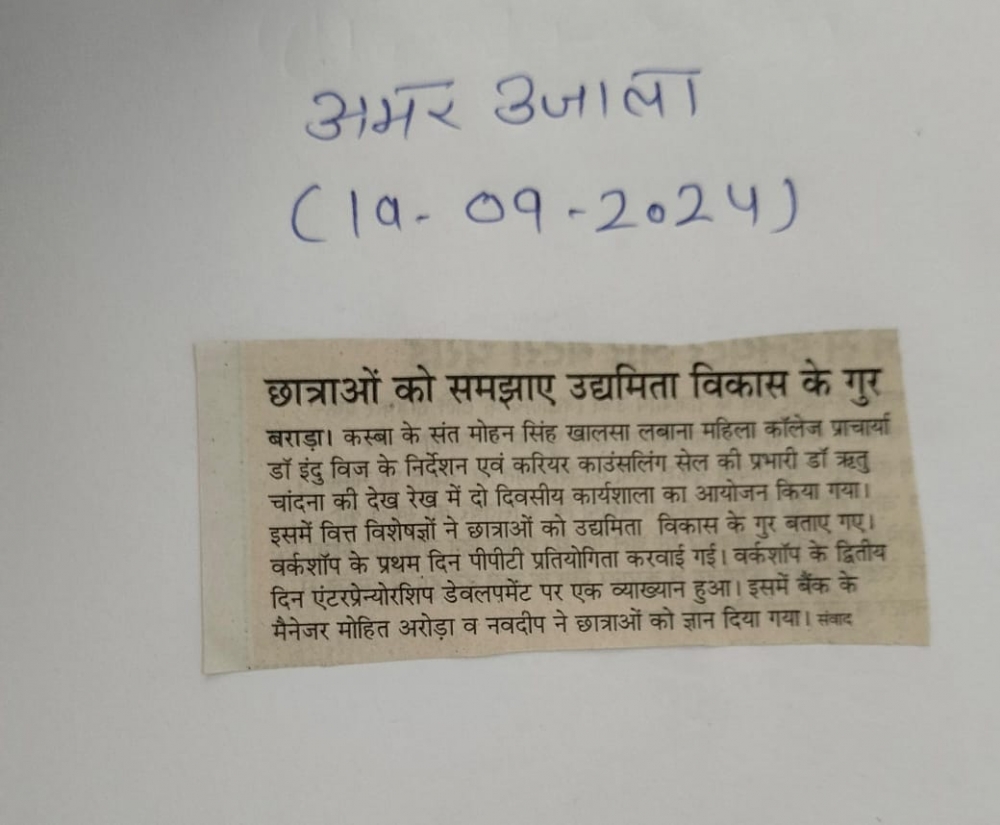 अमर उजाला
(19-09-2024)
छात्राओं को समझाए उद्यमिता विकास के गुर
बराड़ा। कस्बा के संत मोहन सिंह खालसा लबाना महिला कॉलेज प्राचार्या
डॉ इंदु विज के निर्देशन एवं करियर काउंसलिंग सेल की प्रभारी डॉ ऋतु
चांदना की देख रेख में दो दिवसीय कार्यशाला का आयोजन किया गया।
इसमें वित्त विशेषज्ञों ने छात्राओं को उद्यमिता विकास के गुर बताए गए।
वर्कशॉप के प्रथम दिन पीपीटी प्रतियोगिता करवाई गई। वर्कशॉप के द्वितीय
दिन एंटरप्रेन्योरशिप डेवलपमेंट पर एक व्याख्यान हुआ। इसमें बैंक के
मैनेजर मोहित अरोड़ा व नवदीप ने छात्राओं को ज्ञान दिया गया। संवाद